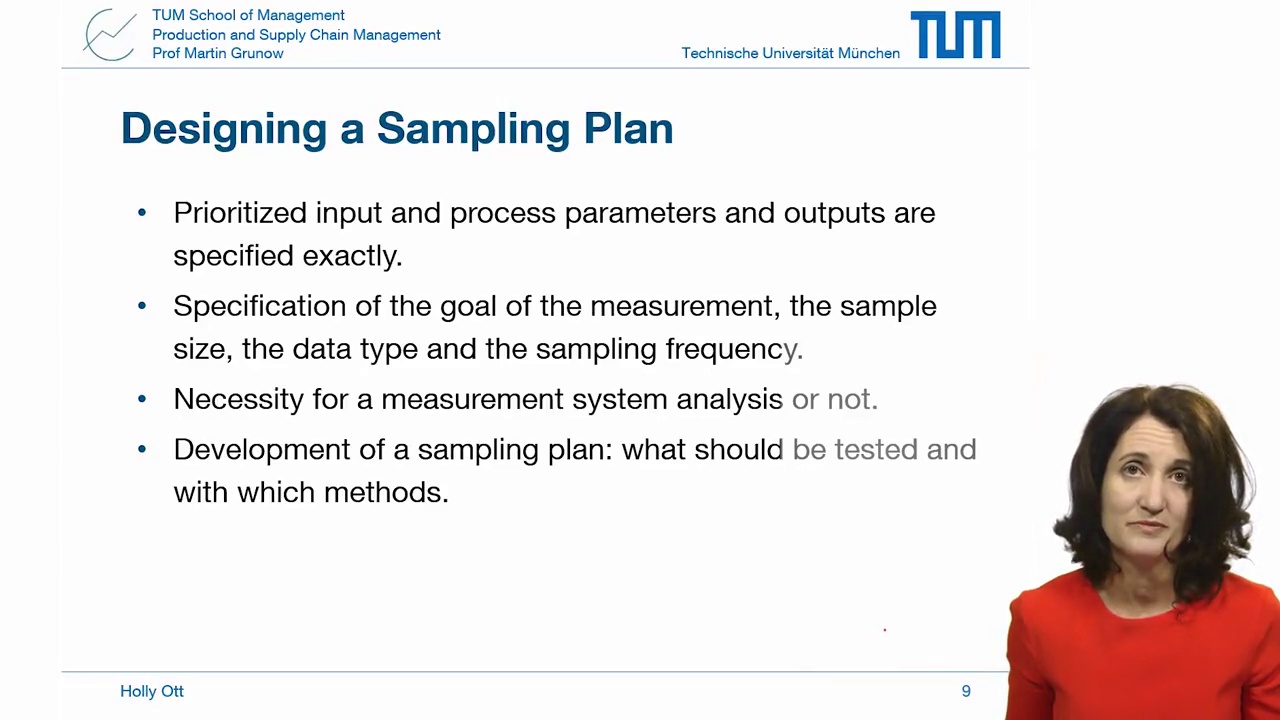 TUM School of Management
Production and Supply Chain Management
Prof Martin Grunow
Technische Universität München
TUM
Designing a Sampling Plan
• Prioritized input and process parameters and outputs are
specified exactly.
• Specification of the goal of the measurement, the sample
size, the data type and the sampling frequency.
• Necessity for a measurement system analysis or not.
• Development of a sampling plan: what should be tested and
with which methods.
Holly Ott
9